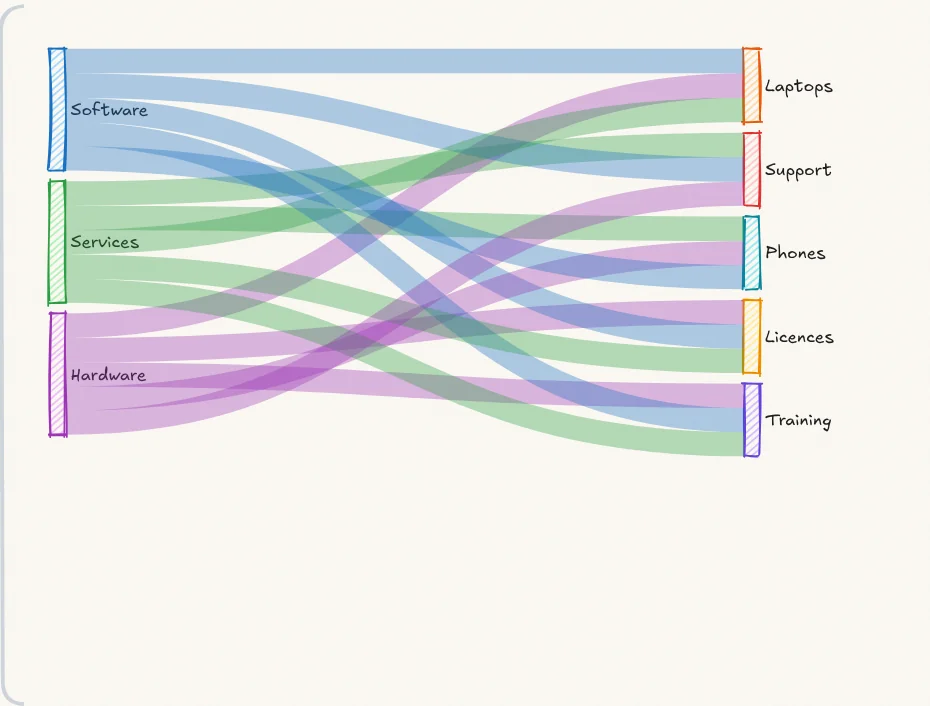 Software
Services
Hardware
Laptops
Support
Phones
Licences
Training